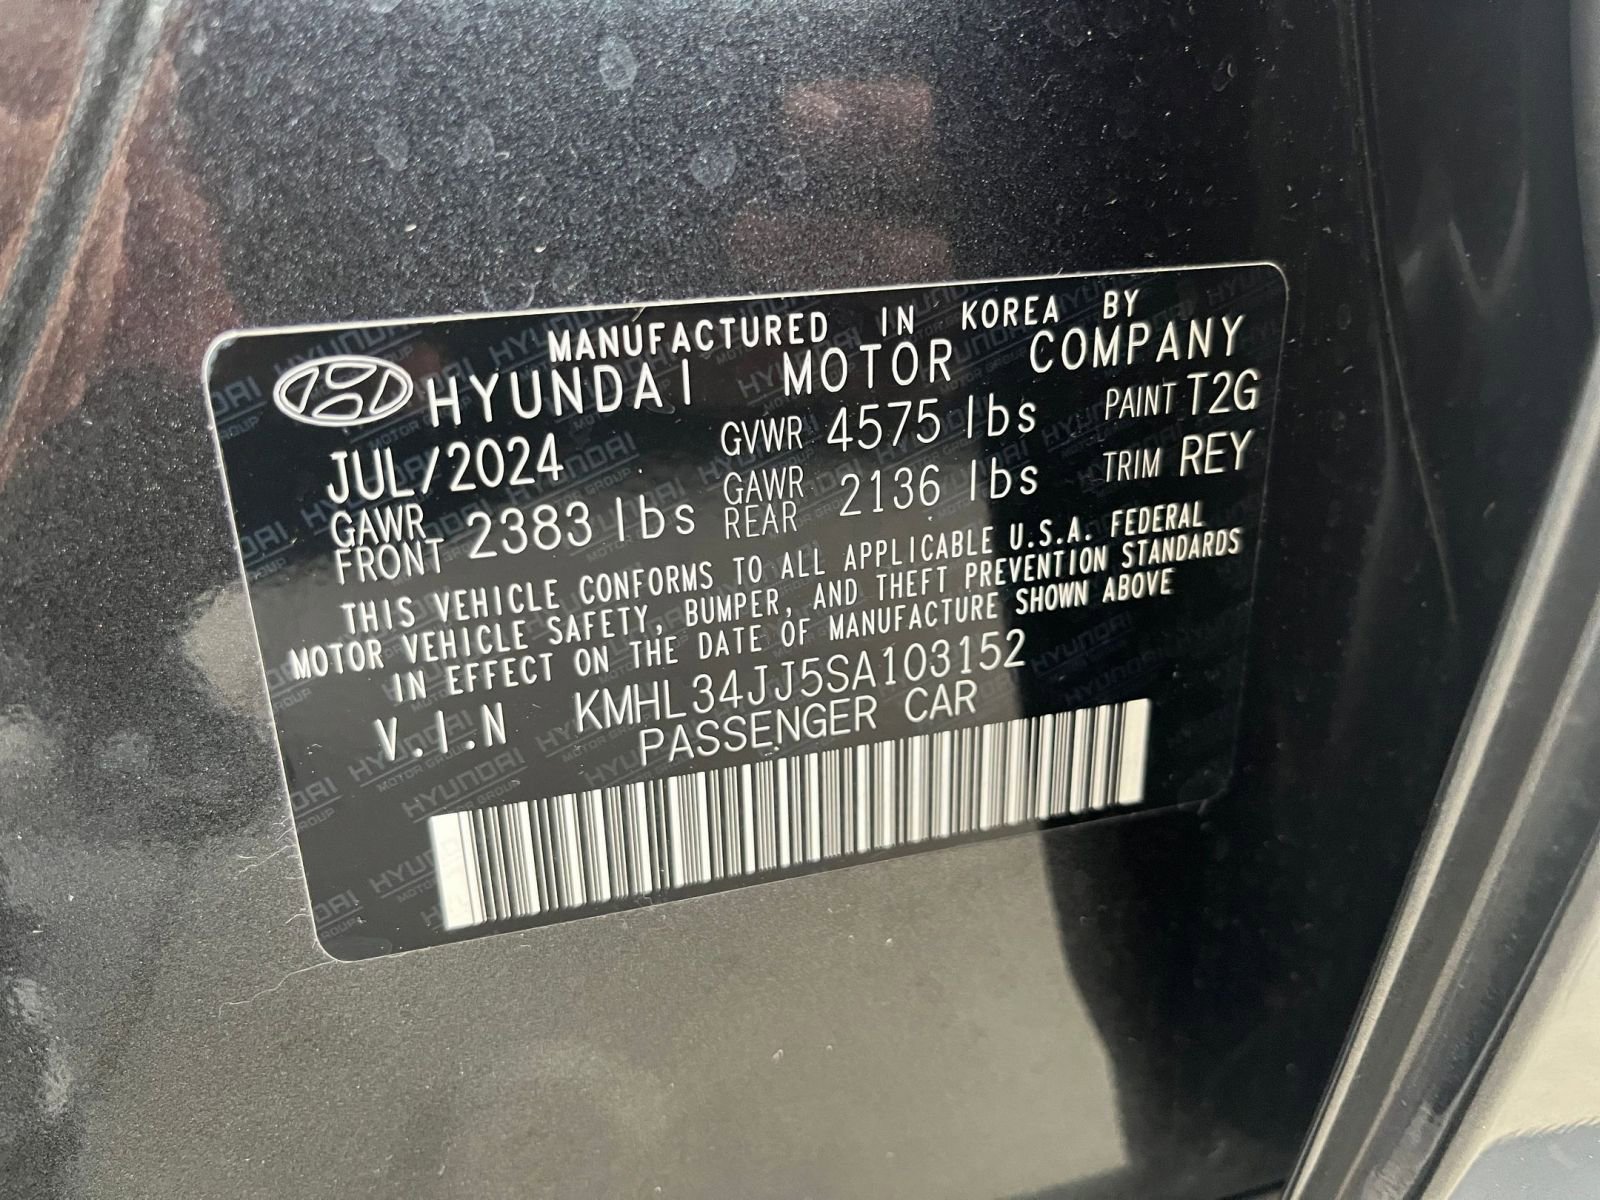 MANUFACTURED IN KOREA BY
HYUNDAI MOTOR COMPANY
JUL/2024 GVWR 4575 lbs PAINT T2G
GAWR FRONT 2383 lbs GAWR REAR 2136 lbs TRIM REY
THIS VEHICLE CONFORMS TO ALL APPLICABLE U.S.A. FEDERAL
MOTOR VEHICLE SAFETY, BUMPER, AND THEFT PREVENTION STANDARDS
IN EFFECT ON THE DATE OF MANUFACTURE SHOWN ABOVE
V.I.N KMHL34JJ5SA103152
PASSENGER CAR